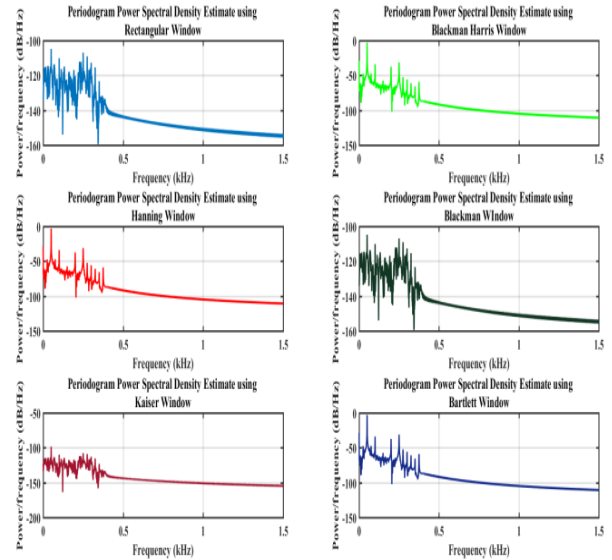 Periodogram Power Spectral Density Estimate using
Rectangular Window
Power/frequency (dB/Hz)
-100
-120
-140
-160
0 0.5 1 1.5
Frequency (kHz)
Periodogram Power Spectral Density Estimate using
Blackman Harris Window
Power/frequency (dB/Hz)
0
-50
-100
-150
0 0.5 1 1.5
Frequency (kHz)
Periodogram Power Spectral Density Estimate using
Hanning Window
Power/frequency (dB/Hz)
0
-50
-100
-150
0 0.5 1 1.5
Frequency (kHz)
Periodogram Power Spectral Density Estimate using
Blackman WIndow
Power/frequency (dB/Hz)
-100
-120
-140
-160
0 0.5 1 1.5
Frequency (kHz)
Periodogram Power Spectral Density Estimate using
Kaiser Window
Power/frequency (dB/Hz)
-50
-100
-150
-200
0 0.5 1 1.5
Frequency (kHz)
Periodogram Power Spectral Density Estimate using
Bartlett Window
Power/frequency (dB/Hz)
0
-50
-100
-150
0 0.5 1 1.5
Frequency (kHz)